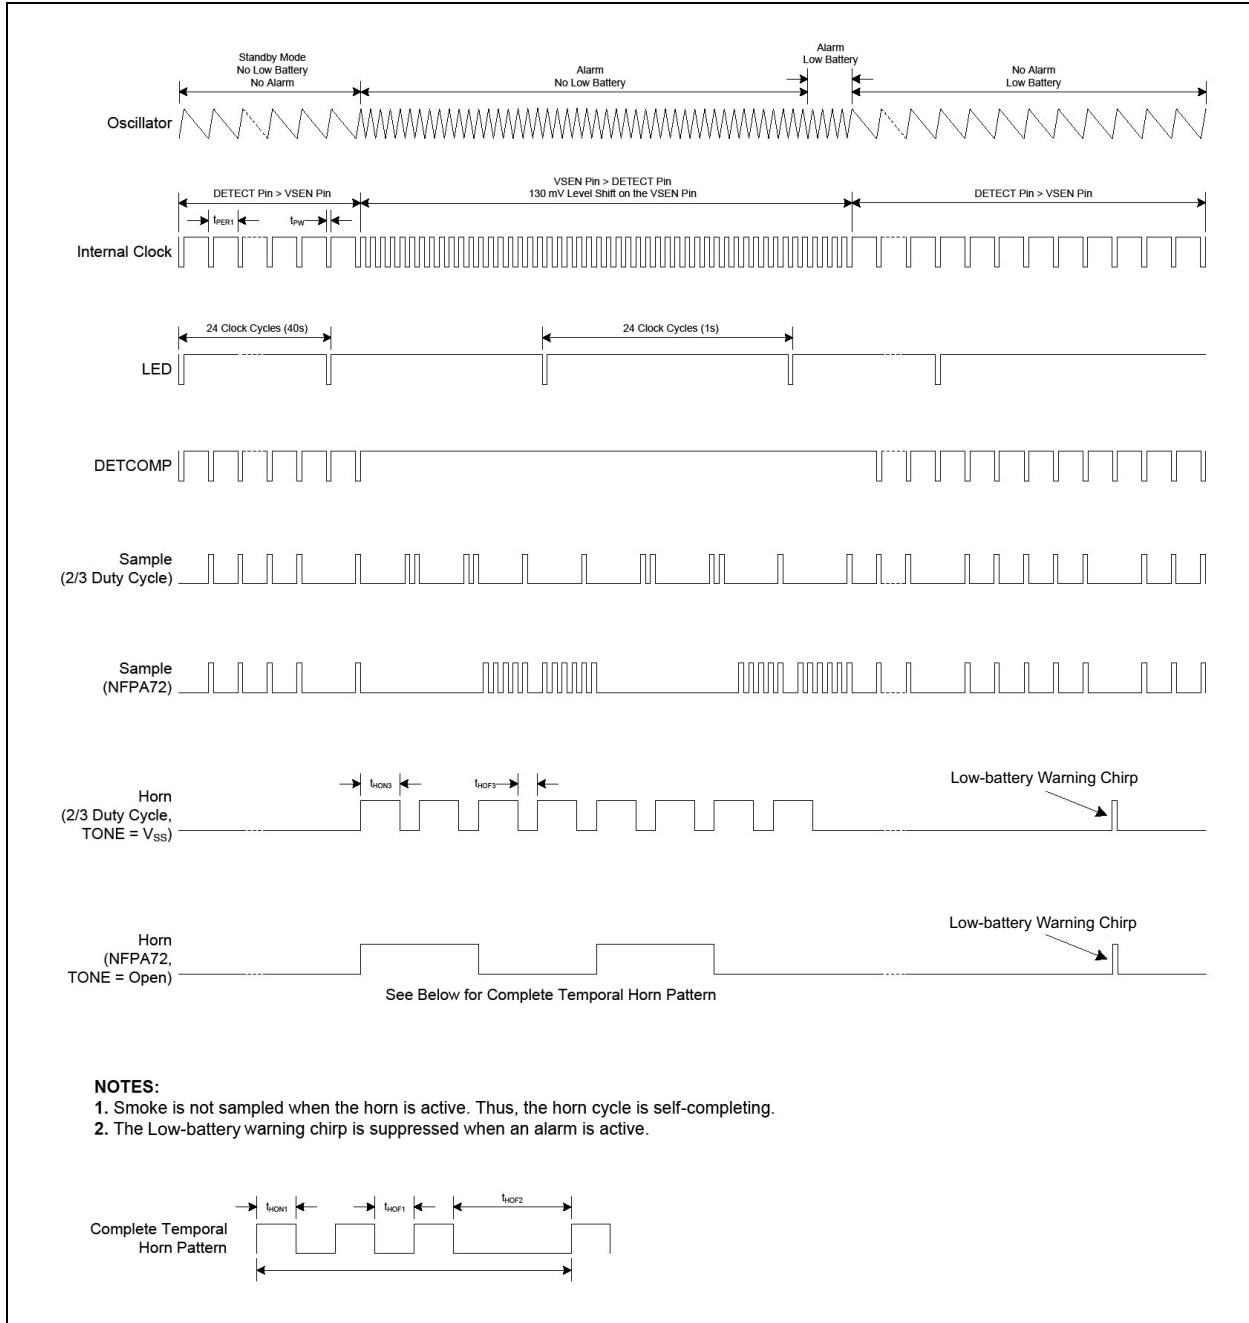 Standby Mode
No Low Battery
No Alarm
Alarm
No Low Battery
Alarm
Low Battery
No Alarm
Low Battery
Oscillator
DETECT Pin > VSEN Pin
VSEN Pin > DETECT Pin
130 mV Level Shift on the VSEN Pin
DETECT Pin > VSEN Pin
tPER1
tPW
Internal Clock
24 Clock Cycles (40s)
24 Clock Cycles (1s)
LED
DETCOMP
Sample
(2/3 Duty Cycle)
Sample
(NFPA72)
tHON3
tHOF3
Low-battery Warning Chirp
Horn
(2/3 Duty Cycle,
TONE = VSS)
Low-battery Warning Chirp
Horn
(NFPA72,
TONE = Open)
See Below for Complete Temporal Horn Pattern
NOTES:
1. Smoke is not sampled when the horn is active. Thus, the horn cycle is self-completing.
2. The Low-battery warning chirp is suppressed when an alarm is active.
tHON1
tHOF1
tHOF2
Complete Temporal
Horn Pattern